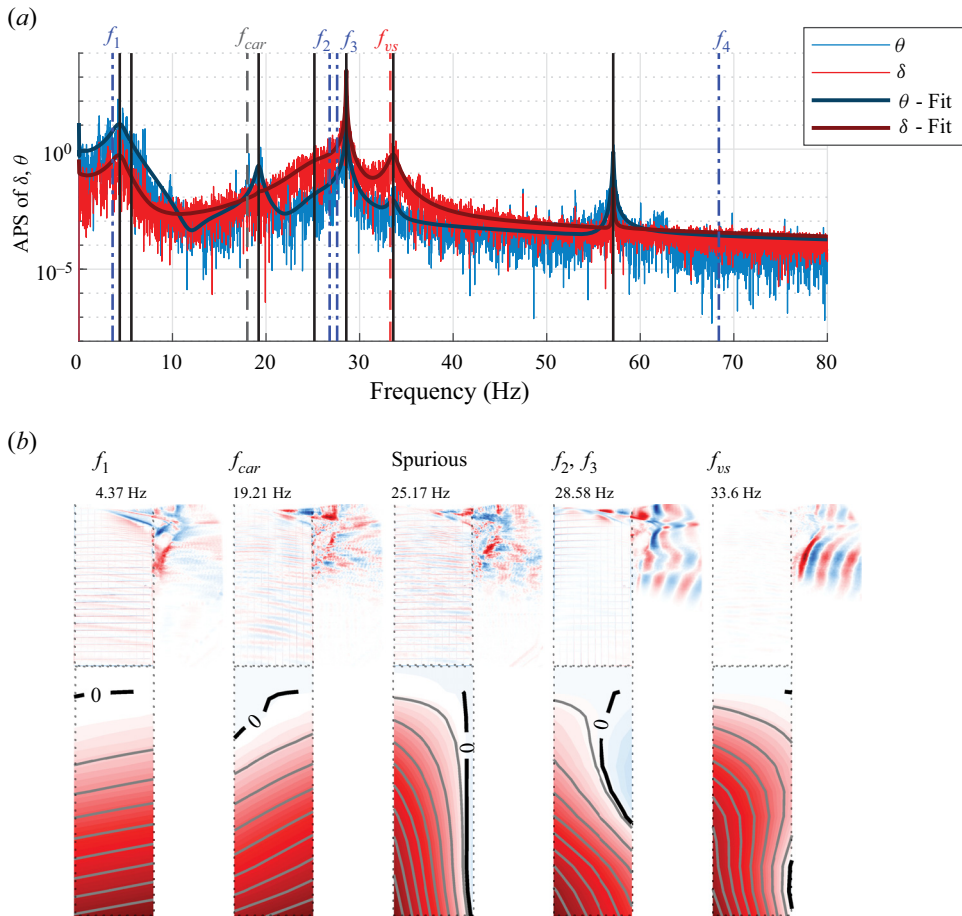 (a)
f1 fcar f2 f3 fvs f4
θ
δ
θ - Fit
δ - Fit
APS of δ, θ
10^0
10^-5
0 10 20 30 40 50 60 70 80
Frequency (Hz)
(b)
f1 fcar Spurious f2, f3 fvs
4.37 Hz 19.21 Hz 25.17 Hz 28.58 Hz 33.6 Hz
0 0 0 0